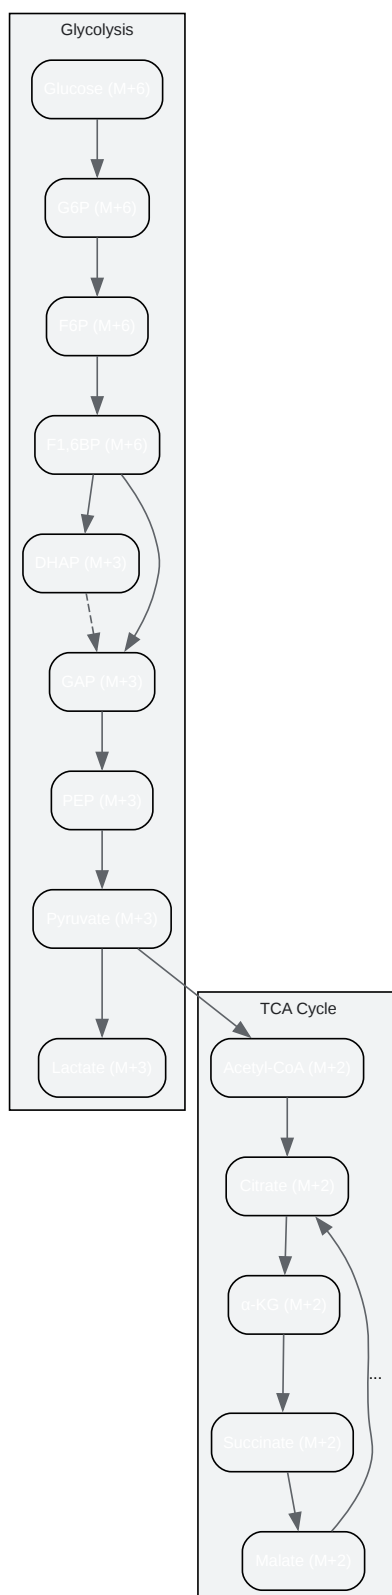 Glycolysis
Glucose (M+6)
G6P (M+6)
F6P (M+6)
F1,6BP (M+6)
DHAP (M+3)
GAP (M+3)
PEP (M+3)
Pyruvate (M+3)
Lactate (M+3)
TCA Cycle
Acetyl-CoA (M+2)
Citrate (M+2)
α-KG (M+2)
...
Succinate (M+2)
Malate (M+2)